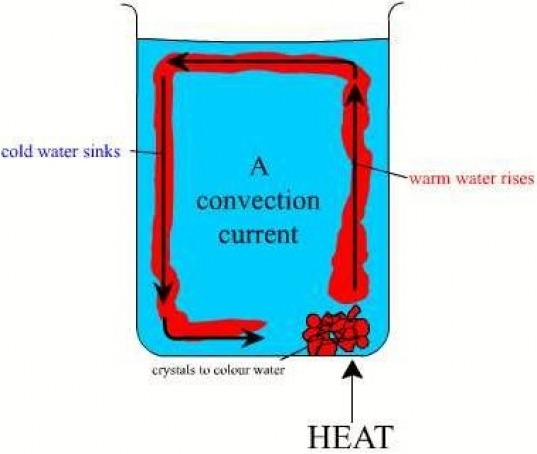 cold water sinks
A
convection
current
warm water rises
crystals to colour water
HEAT